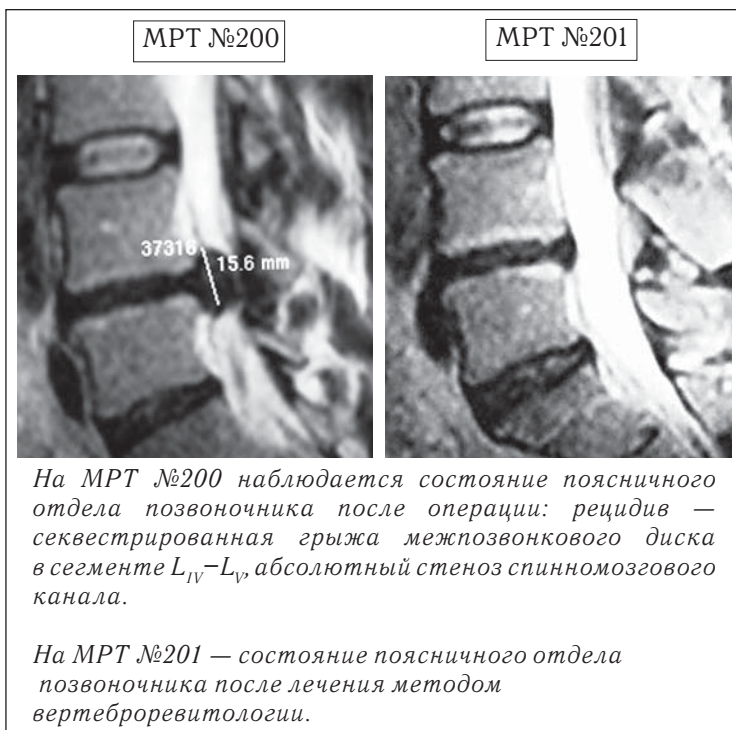 МРТ №200
МРТ №201
37316
15.6 mm
На МРТ №200 наблюдается состояние поясничного
отдела позвоночника после операции: рецидив —
секвестрированная грыжа межпозвонкового диска
в сегменте L_IV–L_V, абсолютный стеноз спинномозгового
канала.
На МРТ №201 — состояние поясничного отдела
позвоночника после лечения методом
вертеброревитологии.